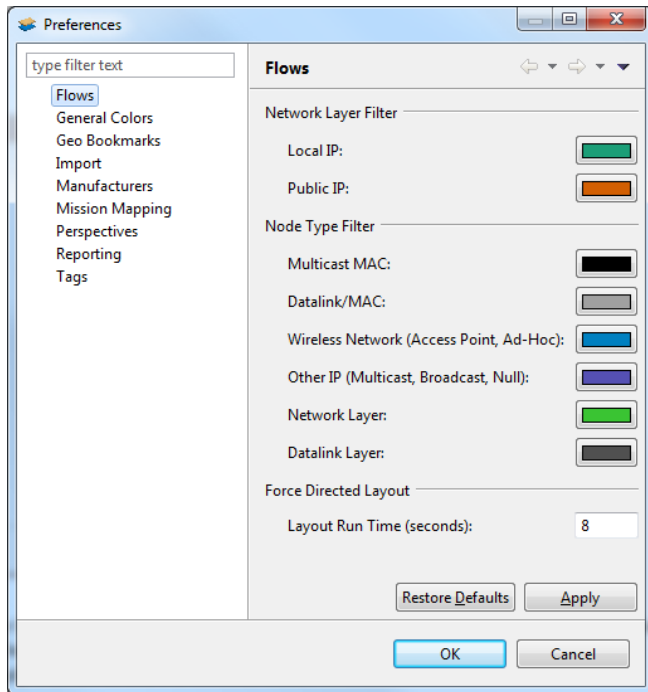 Preferences
type filter text
Flows
General Colors
Geo Bookmarks
Import
Manufacturers
Mission Mapping
Perspectives
Reporting
Tags
Flows
Network Layer Filter
Local IP:
Public IP:
Node Type Filter
Multicast MAC:
Datalink/MAC:
Wireless Network (Access Point, Ad-Hoc):
Other IP (Multicast, Broadcast, Null):
Network Layer:
Datalink Layer:
Force Directed Layout
Layout Run Time (seconds): 8
Restore Defaults Apply
OK Cancel